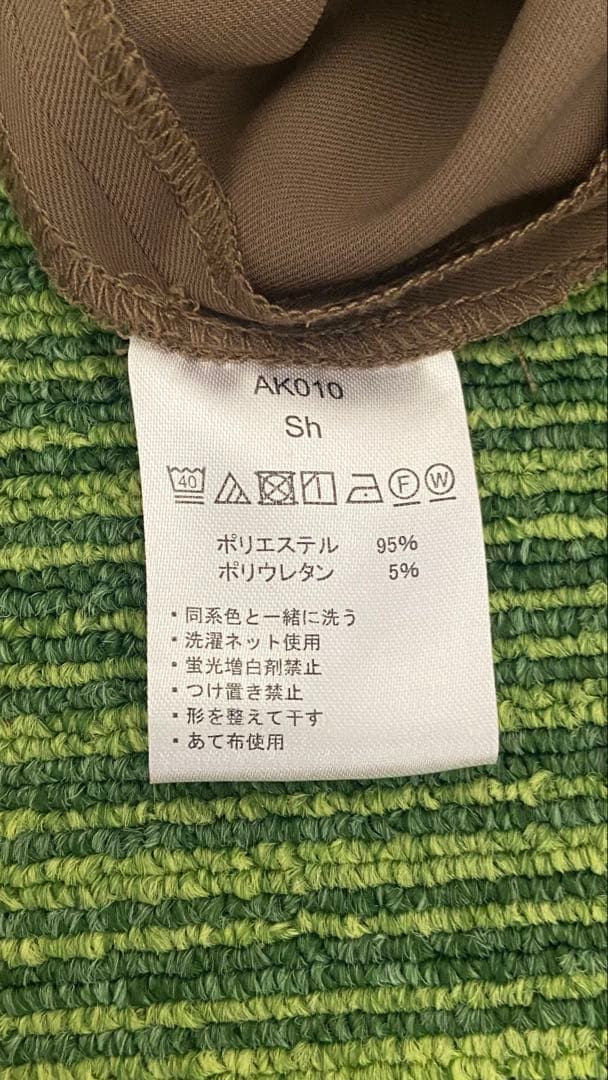 AK010
Sh
40 F W
ポリエステル 95%
ポリウレタン 5%
・同系色と一緒に洗う
・洗濯ネット使用
・蛍光増白剤禁止
・つけ置き禁止
・形を整えて干す
・あて布使用